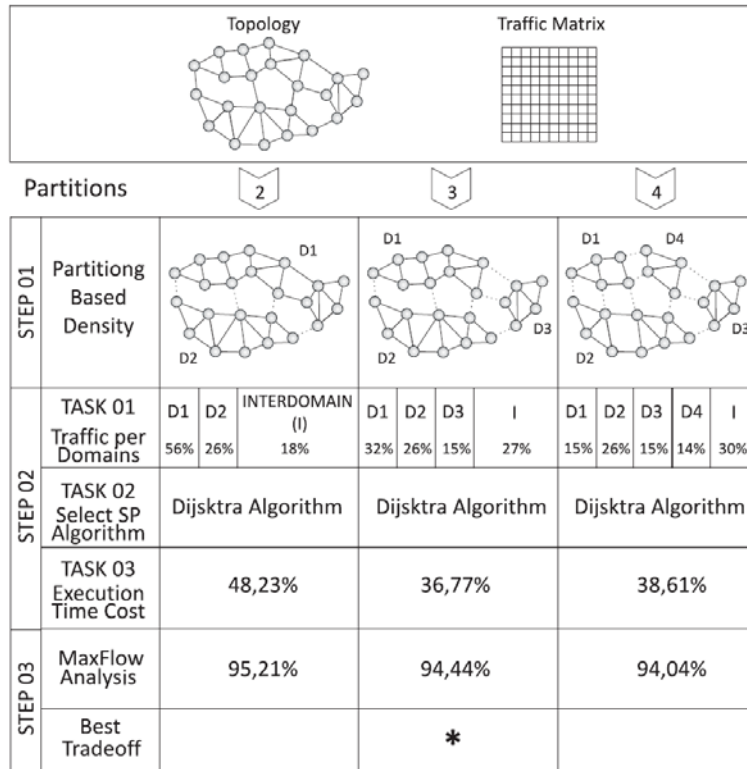 Topology
Traffic Matrix
Partitions
2
3
4
STEP 01
Partitiong
Based
Density
D1
D2
D1
D2
D3
D1
D4
D2
D3
STEP 02
TASK 01
Traffic per
Domains
D1
56%
D2
26%
INTERDOMAIN
(I)
18%
D1
32%
D2
26%
D3
15%
I
27%
D1
15%
D2
26%
D3
15%
D4
14%
I
30%
TASK 02
Select SP
Algorithm
Dijsktra Algorithm
Dijsktra Algorithm
Dijsktra Algorithm
TASK 03
Execution
Time Cost
48,23%
36,77%
38,61%
STEP 03
MaxFlow
Analysis
95,21%
94,44%
94,04%
Best
Tradeoff
*